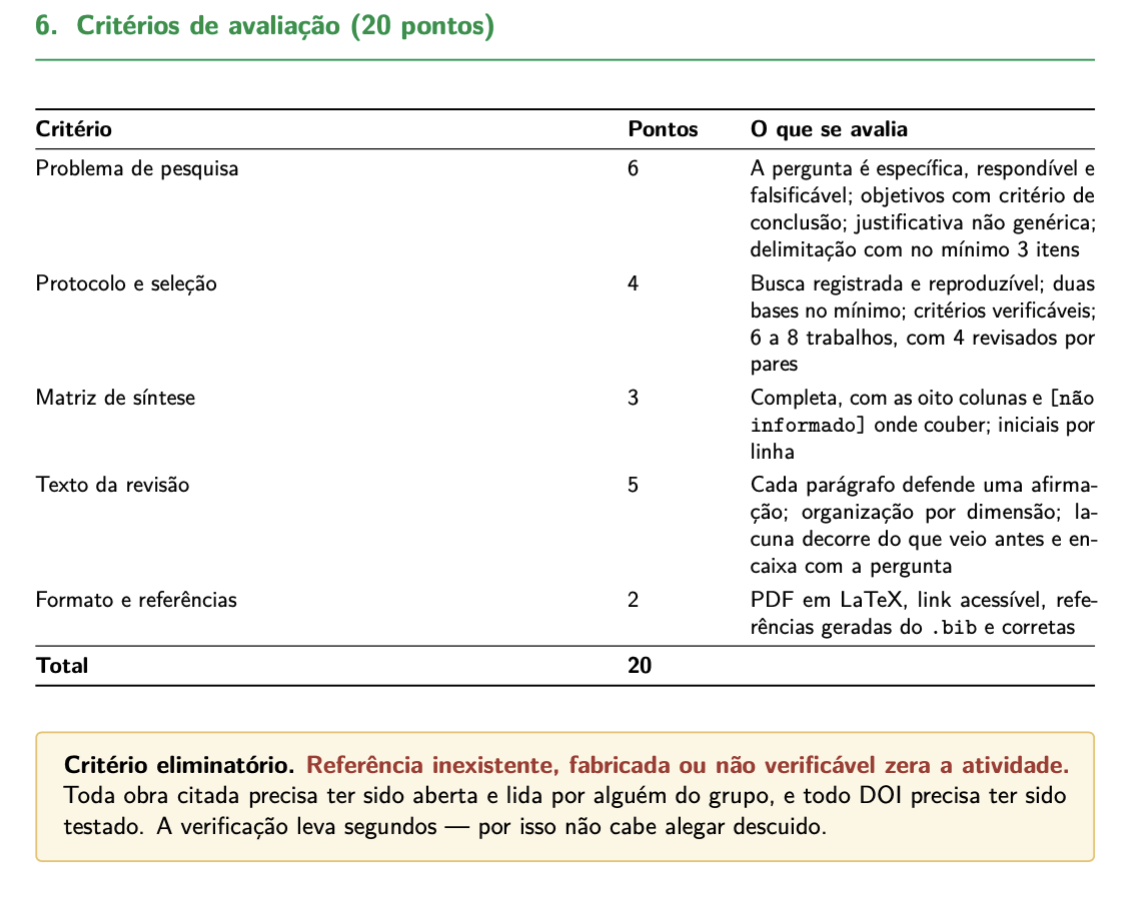 6. Critérios de avaliação (20 pontos)
Critério Pontos O que se avalia
Problema de pesquisa 6 A pergunta é específica, respondível e
falsificável; objetivos com critério de
conclusão; justificativa não genérica;
delimitação com no mínimo 3 itens
Protocolo e seleção 4 Busca registrada e reproduzível; duas
bases no mínimo; critérios verificáveis;
6 a 8 trabalhos, com 4 revisados por
pares
Matriz de síntese 3 Completa, com as oito colunas e [não
informado] onde couber; iniciais por
linha
Texto da revisão 5 Cada parágrafo defende uma afirma-
ção; organização por dimensão; la-
cuna decorre do que veio antes e en-
caixa com a pergunta
Formato e referências 2 PDF em LaTeX, link acessível, refe-
rências geradas do .bib e corretas
Total 20
Critério eliminatório. Referência inexistente, fabricada ou não verificável zera a atividade.
Toda obra citada precisa ter sido aberta e lida por alguém do grupo, e todo DOI precisa ter sido
testado. A verificação leva segundos — por isso não cabe alegar descuido.